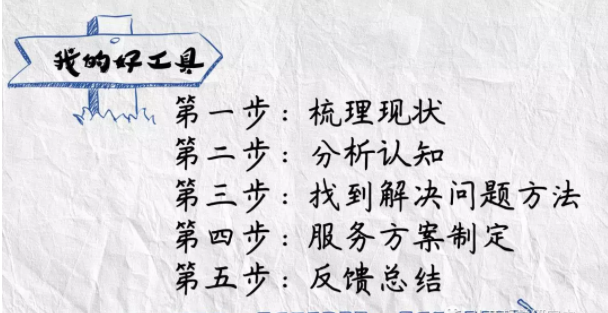 我的好工具
第一步：梳理现状
第二步：分析认知
第三步：找到解决问题方法
第四步：服务方案制定
第五步：反馈总结